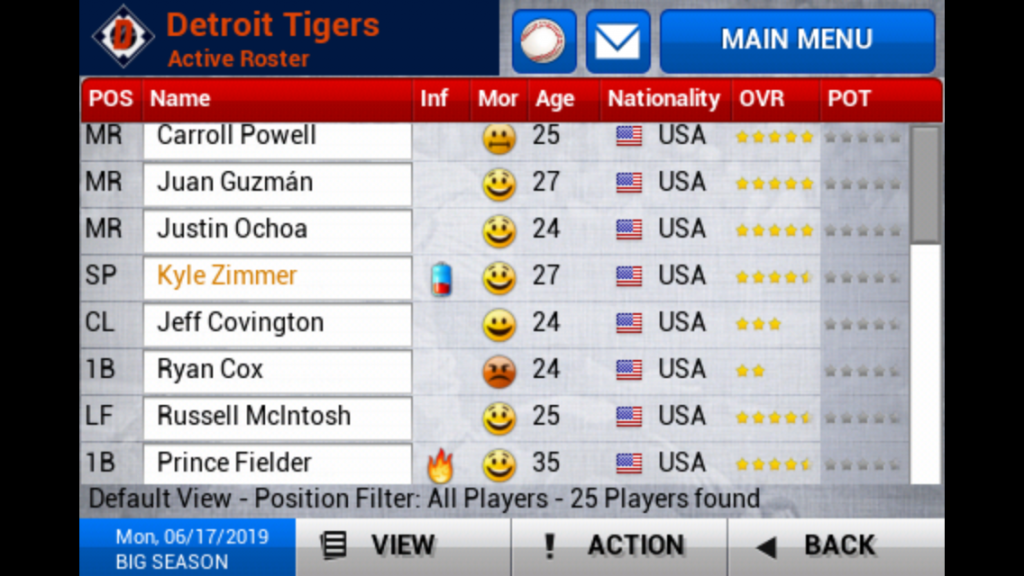 Detroit Tigers
Active Roster
MAIN MENU
POS Name Inf Mor Age Nationality OVR POT
MR Carroll Powell 25 USA
MR Juan Guzmán 27 USA
MR Justin Ochoa 24 USA
SP Kyle Zimmer 27 USA
CL Jeff Covington 24 USA
1B Ryan Cox 24 USA
LF Russell McIntosh 25 USA
1B Prince Fielder 35 USA
Default View - Position Filter: All Players - 25 Players found
Mon, 06/17/2019
BIG SEASON
VIEW
ACTION
BACK